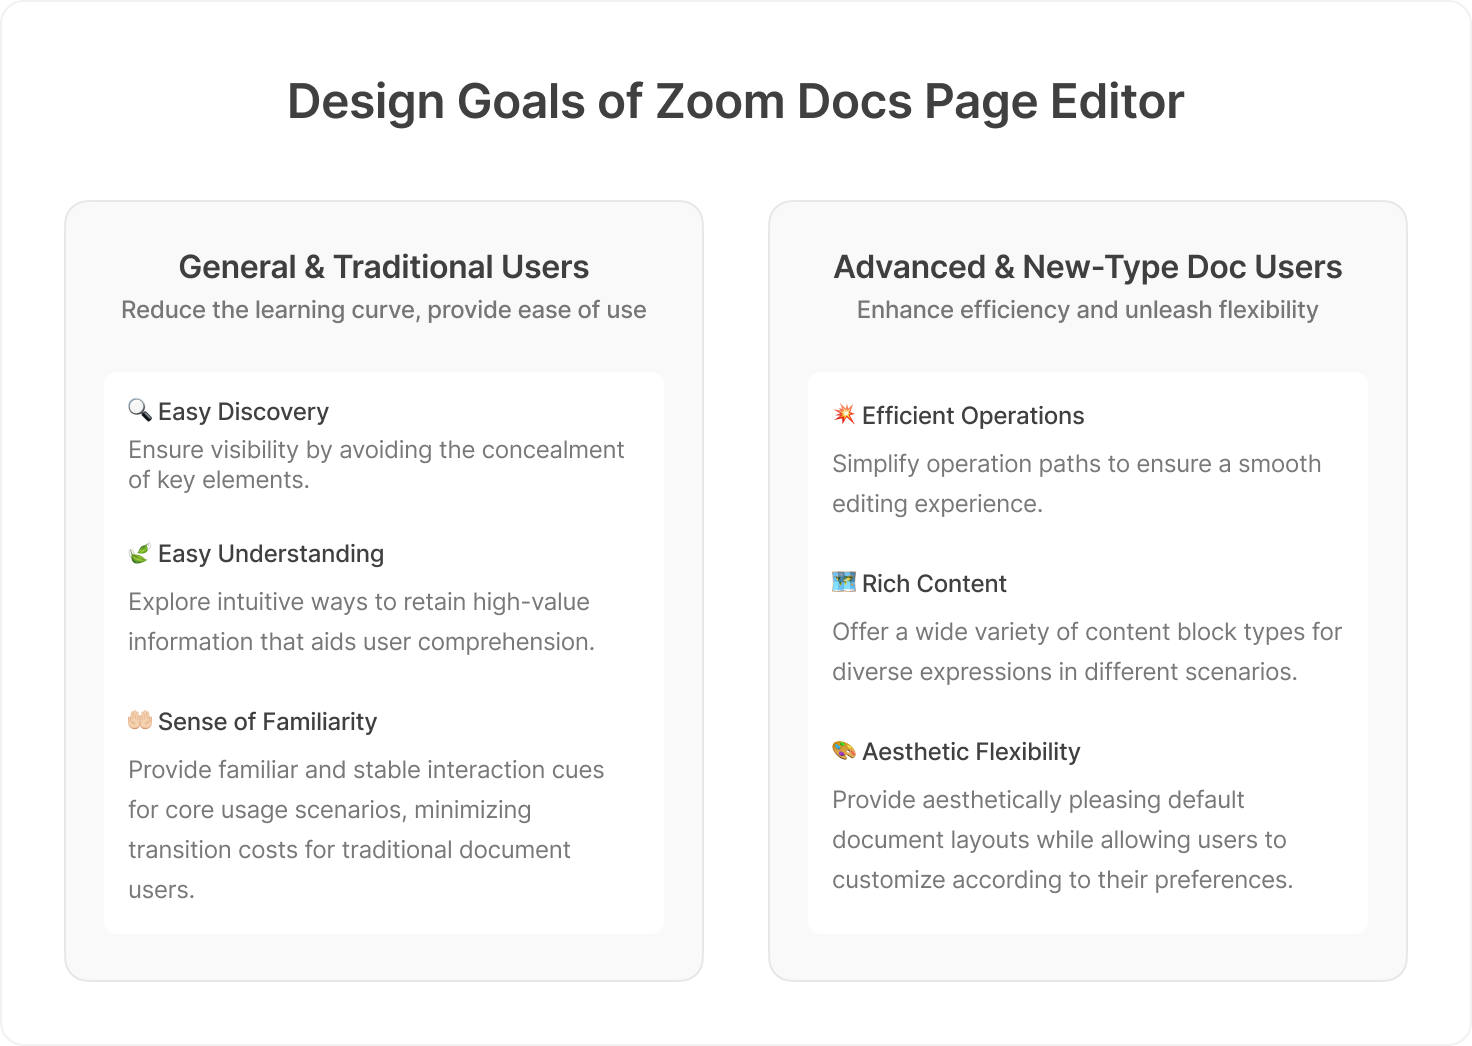 Design Goals of Zoom Docs Page Editor
General & Traditional Users
Reduce the learning curve, provide ease of use
🔍 Easy Discovery
Ensure visibility by avoiding the concealment
of key elements.
🍃 Easy Understanding
Explore intuitive ways to retain high-value
information that aids user comprehension.
🤲🏻 Sense of Familiarity
Provide familiar and stable interaction cues
for core usage scenarios, minimizing
transition costs for traditional document
users.
Advanced & New-Type Doc Users
Enhance efficiency and unleash flexibility
💥 Efficient Operations
Simplify operation paths to ensure a smooth
editing experience.
🗺️ Rich Content
Offer a wide variety of content block types for
diverse expressions in different scenarios.
🎨 Aesthetic Flexibility
Provide aesthetically pleasing default
document layouts while allowing users to
customize according to their preferences.